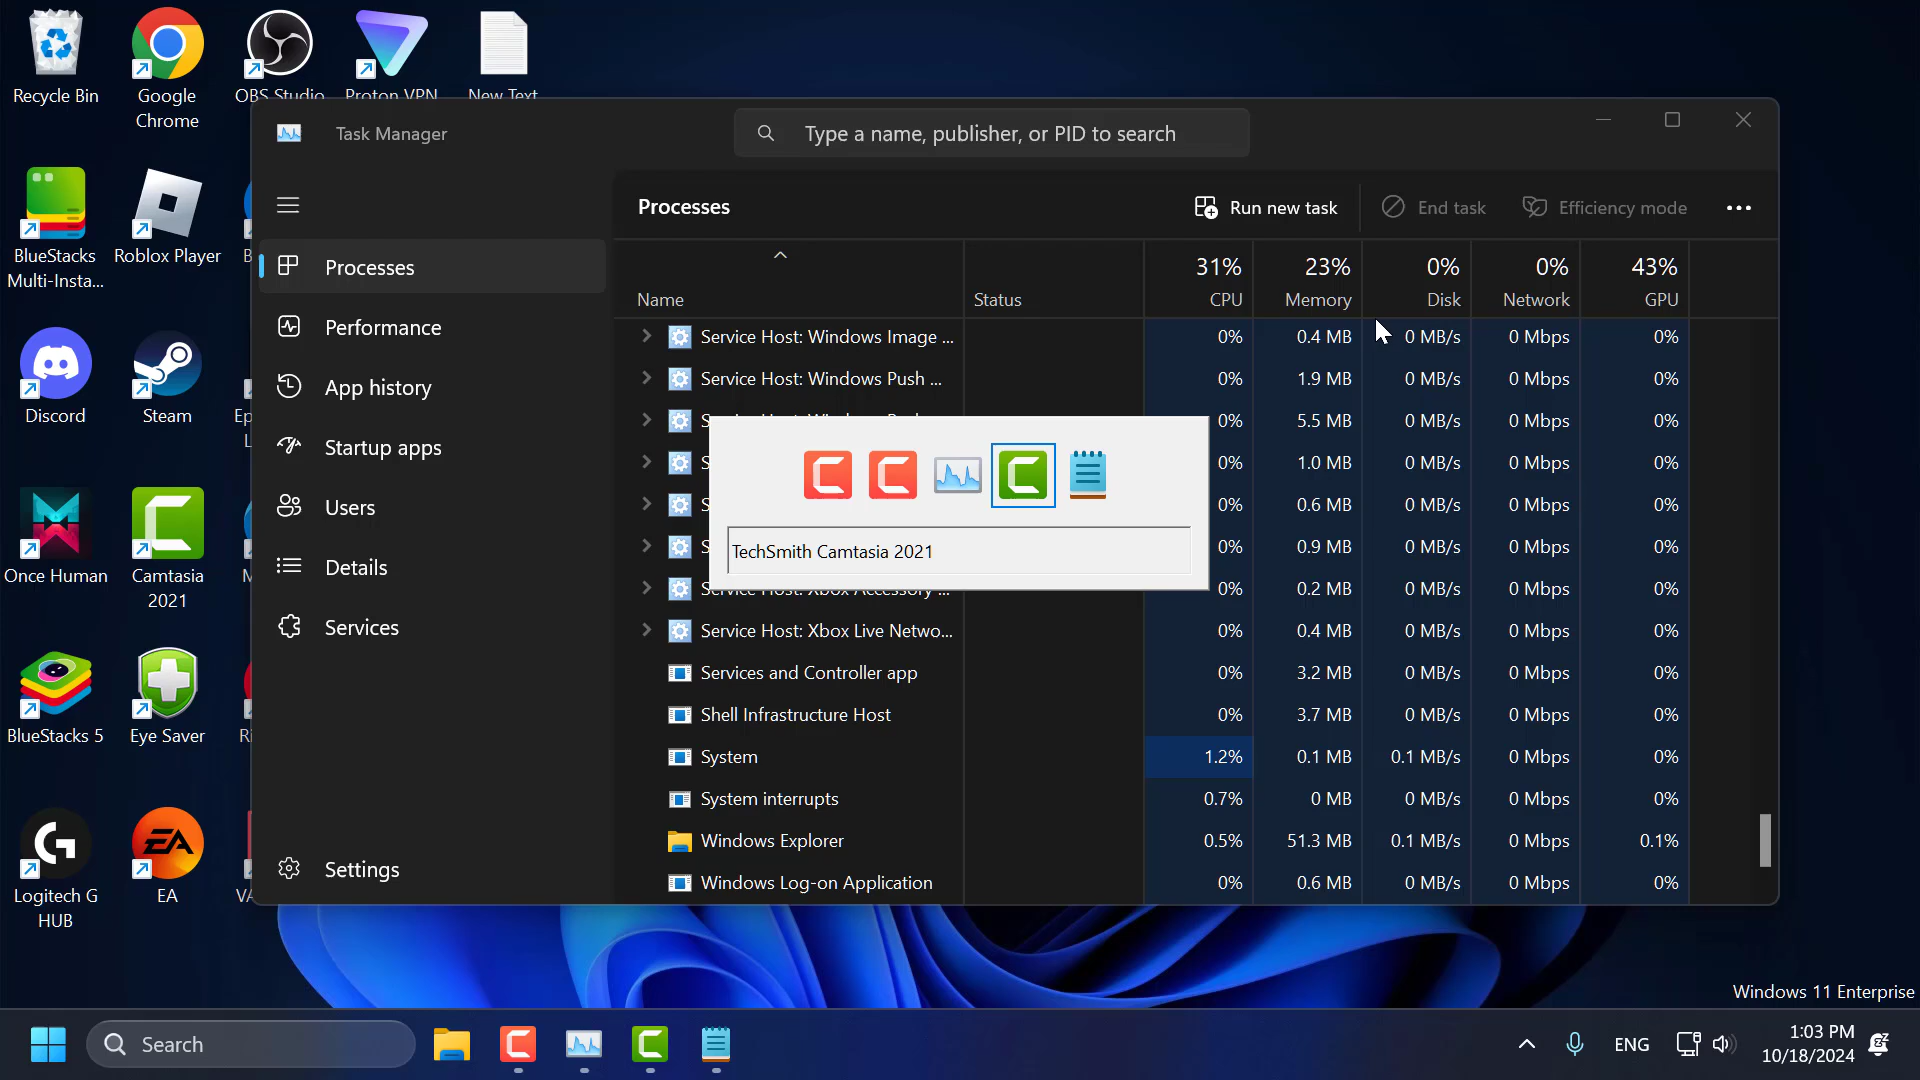 Recycle Bin
Google
Chrome
OBS Studio
Proton VPN
New Text
BlueStacks
Multi-Insta...
Roblox Player
Discord
Steam
Once Human
Camtasia
2021
BlueStacks 5
Eye Saver
Logitech G
HUB
EA
Task Manager
Type a name, publisher, or PID to search
Processes
Performance
App history
Startup apps
Users
Details
Services
Settings
Processes
Run new task
End task
Efficiency mode
31% 23% 0% 0% 43%
Name Status CPU Memory Disk Network GPU
Service Host: Windows Image ... 0% 0.4 MB 0 MB/s 0 Mbps 0%
Service Host: Windows Push ... 0% 1.9 MB 0 MB/s 0 Mbps 0%
0% 5.5 MB 0 MB/s 0 Mbps 0%
S 0% 1.0 MB 0 MB/s 0 Mbps 0%
S 0% 0.6 MB 0 MB/s 0 Mbps 0%
S 0% 0.9 MB 0 MB/s 0 Mbps 0%
Service Host: Xbox Accessory ... 0% 0.2 MB 0 MB/s 0 Mbps 0%
Service Host: Xbox Live Netwo... 0% 0.4 MB 0 MB/s 0 Mbps 0%
Services and Controller app 0% 3.2 MB 0 MB/s 0 Mbps 0%
Shell Infrastructure Host 0% 3.7 MB 0 MB/s 0 Mbps 0%
System 1.2% 0.1 MB 0.1 MB/s 0 Mbps 0%
System interrupts 0.7% 0 MB 0 MB/s 0 Mbps 0%
Windows Explorer 0.5% 51.3 MB 0.1 MB/s 0 Mbps 0.1%
Windows Log-on Application 0% 0.6 MB 0 MB/s 0 Mbps 0%
TechSmith Camtasia 2021
Windows 11 Enterprise
Search
ENG
1:03 PM
10/18/2024